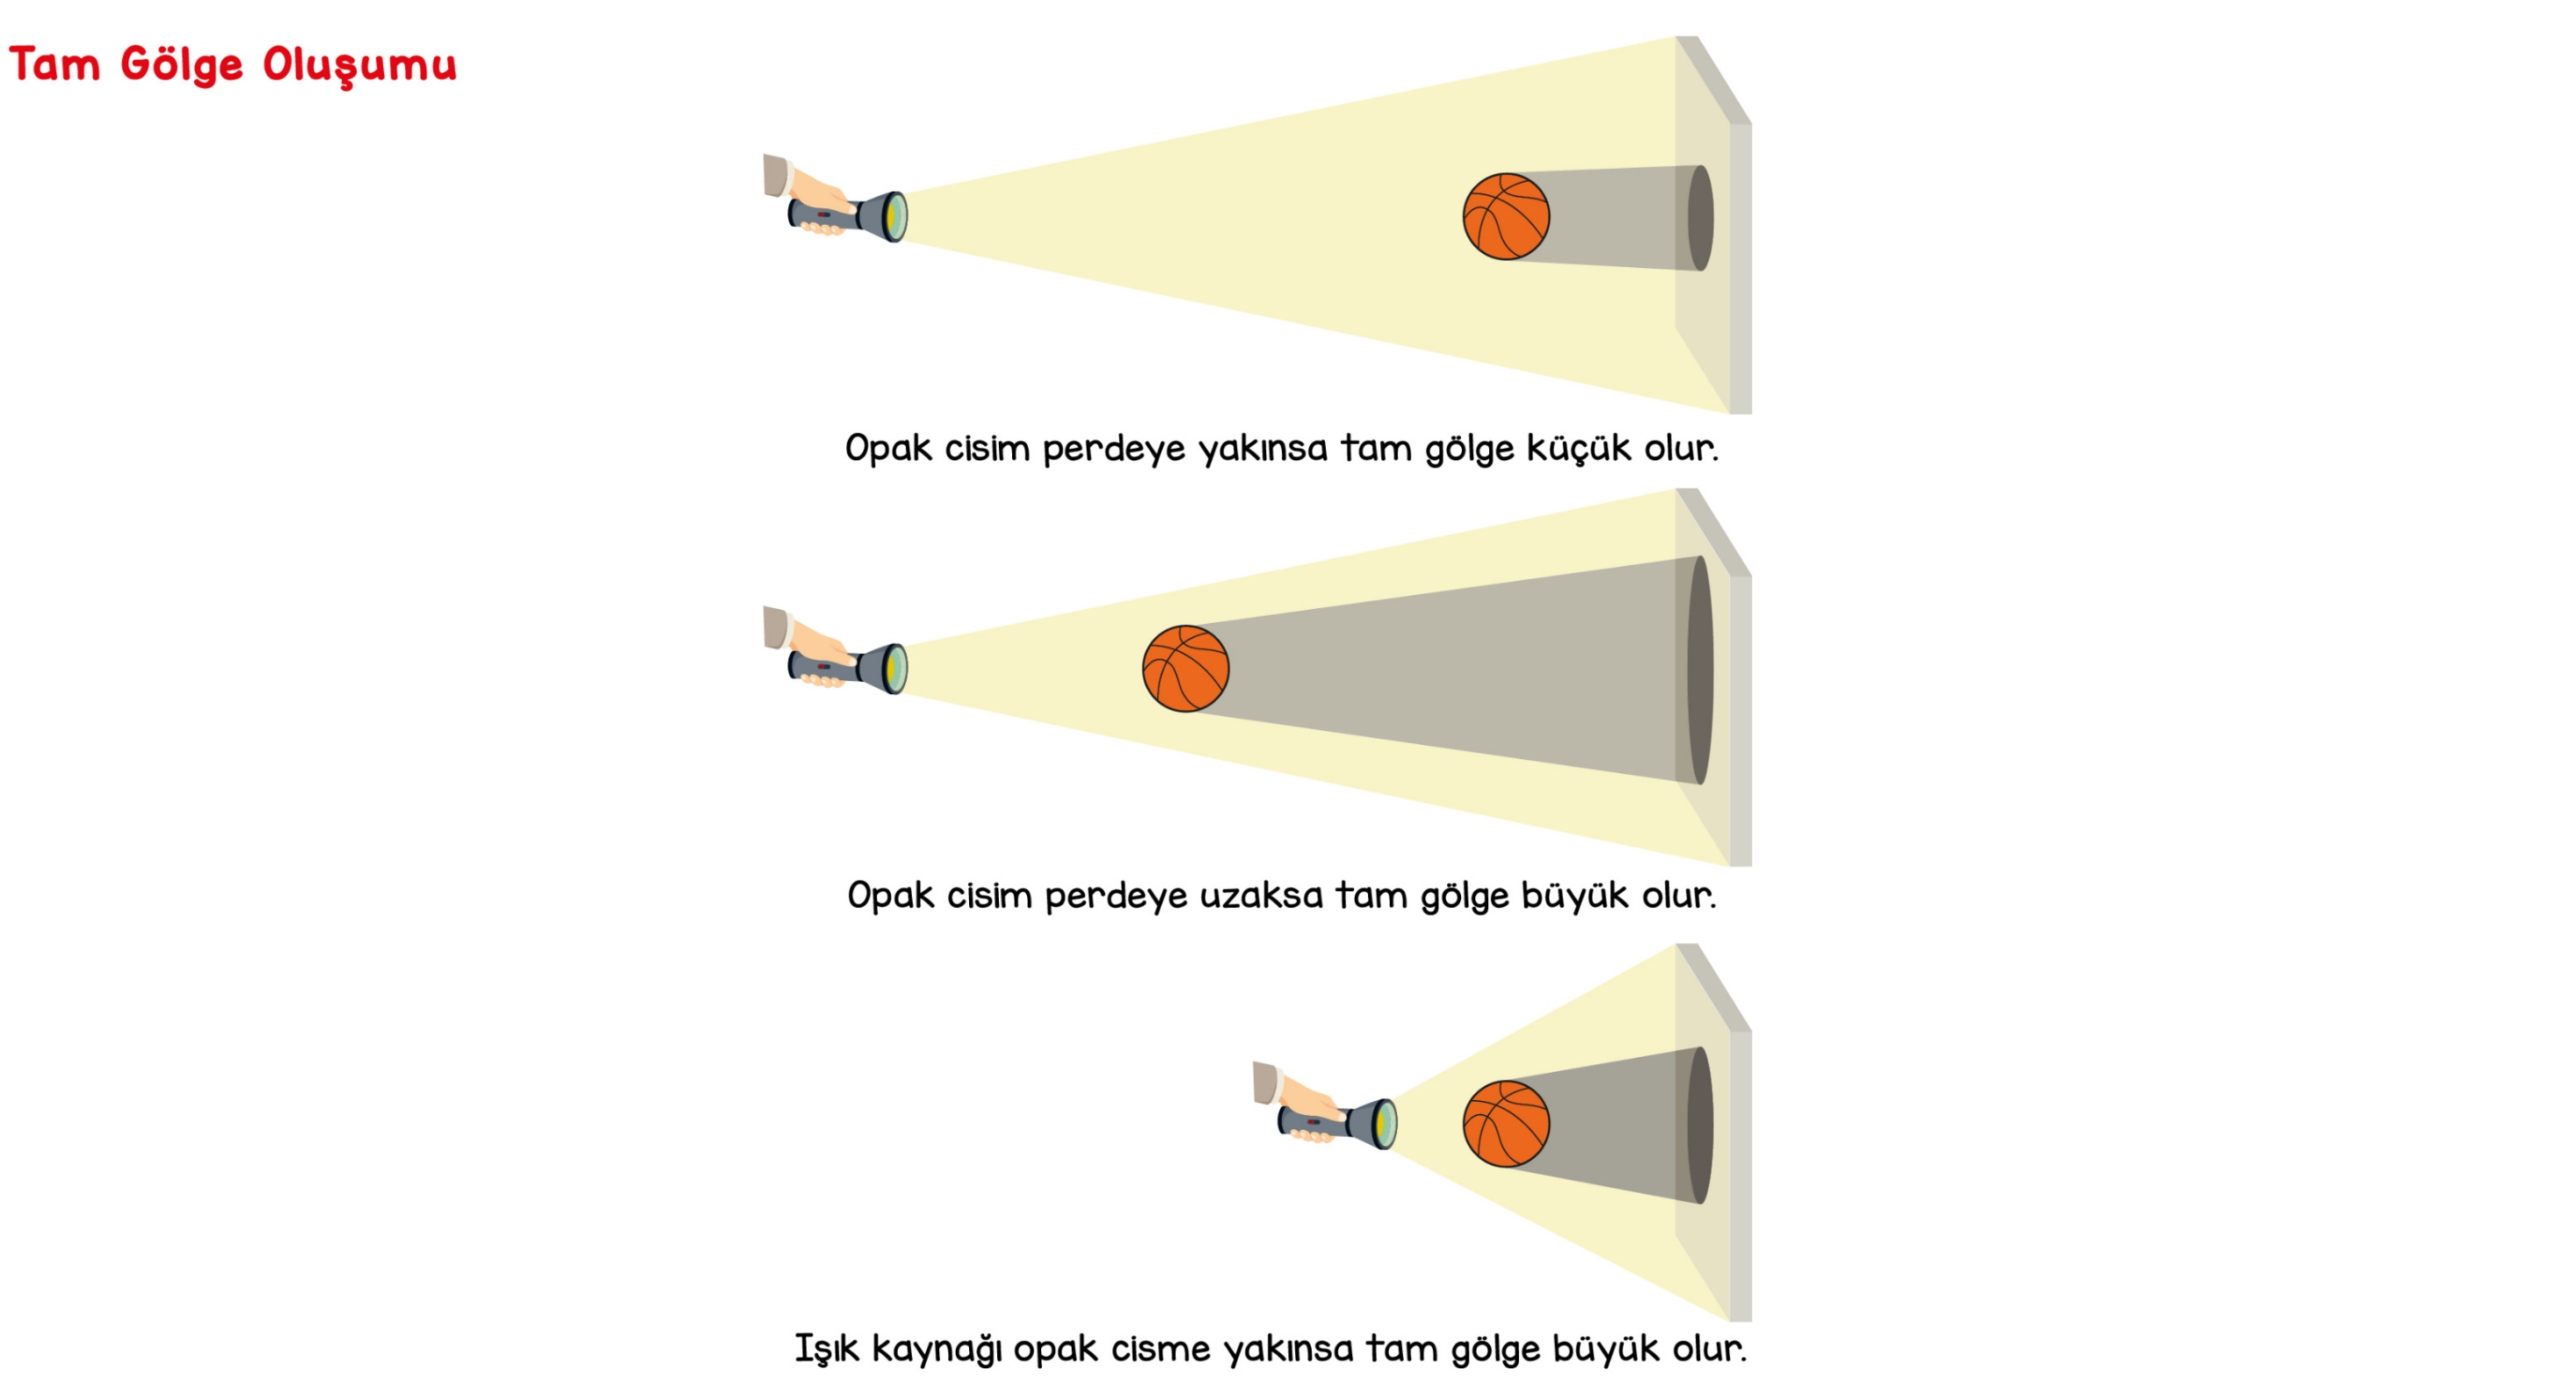 Tam Gölge Oluşumu
Opak cisim perdeye yakınsa tam gölge küçük olur.
Opak cisim perdeye uzaksa tam gölge büyük olur.
Işık kaynağı opak cisme yakınsa tam gölge büyük olur.